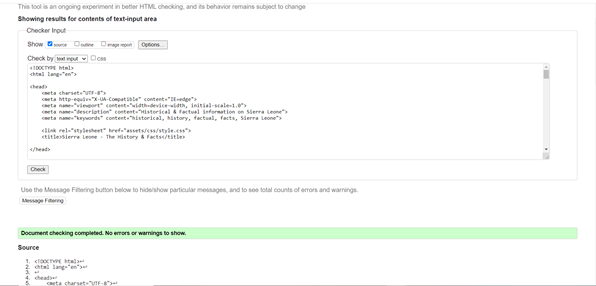 This tool is an ongoing experiment in better HTML checking, and its behavior remains subject to change
Showing results for contents of text-input area
Checker Input
Show source outline image report Options...
Check by text input css
<!DOCTYPE html>
<html lang="en">
<head>
<meta charset="UTF-8">
<meta http-equiv="X-UA-Compatible" content="IE=edge">
<meta name="viewport" content="width=device-width, initial-scale=1.0">
<meta name="description" content="Historical & Factual information on Sierra Leone">
<meta name="keywords" content="historical, history, Factual, facts, Sierra Leone">
<link rel="stylesheet" href="assets/css/style.css">
<title>Sierra Leone - The History & Facts</title>
</head>
Check
Use the Message Filtering button below to hide/show particular messages, and to see total counts of errors and warnings.
Message Filtering
Document checking completed. No errors or warnings to show.
Source
1. <!DOCTYPE html>↩
2. <html lang="en">↩
3. ↩
4. <head>↩
5. <meta charset="UTF-8">↩